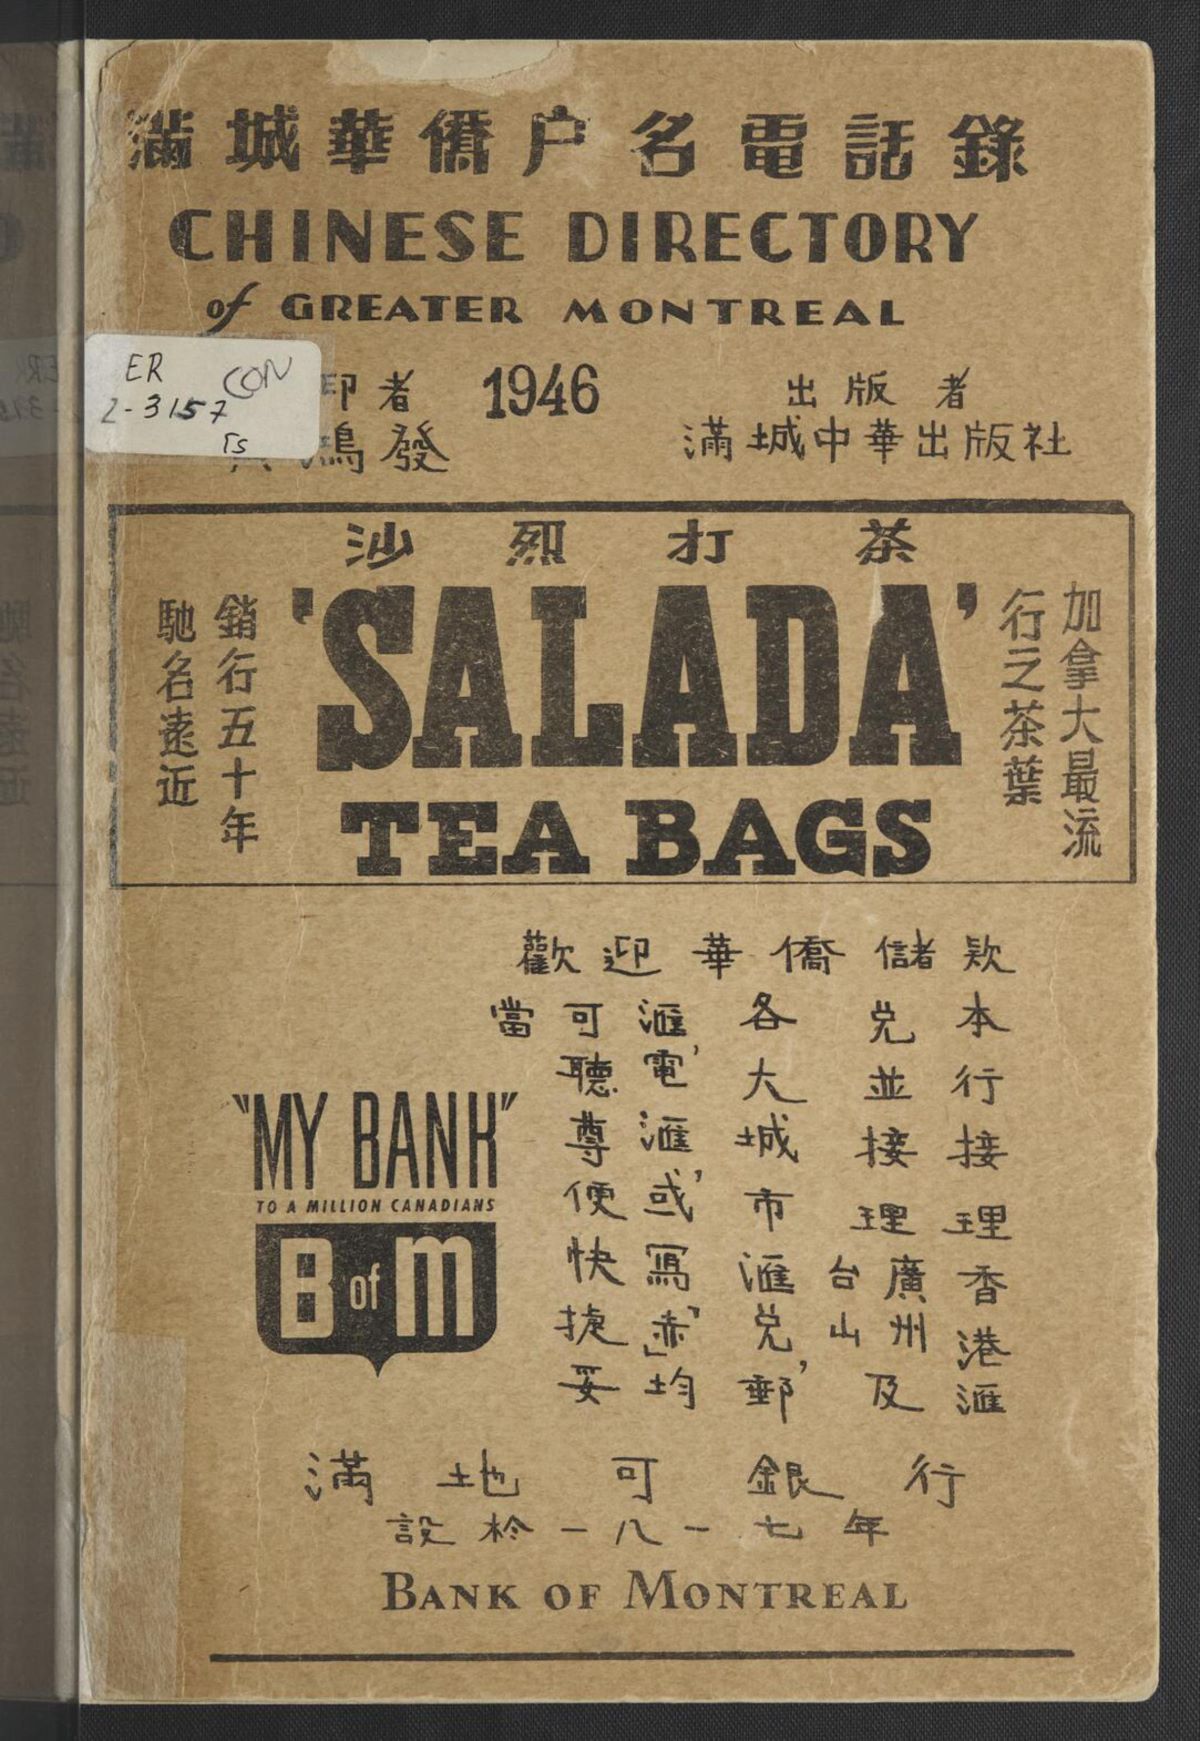 滿城華僑户名電話錄
CHINESE DIRECTORY
of GREATER MONTREAL
ER CON
2-3157
TS
印者 1946 出版者
鴻發 滿城中華出版社
沙烈打茶
加拿大最流
行之茶葉
'SALADA'
TEA BAGS
銷行五十年
馳名遠近
歡迎華僑儲欵
本行接理香港滙
兌並接理廣州台山及
各大城市滙兌郵'
滙電'滙或'寫'赤」均
可聽尊便快捷妥
當
"MY BANK"
TO A MILLION CANADIANS
B of M
滿地可銀行
設於一八一七年
BANK OF MONTREAL